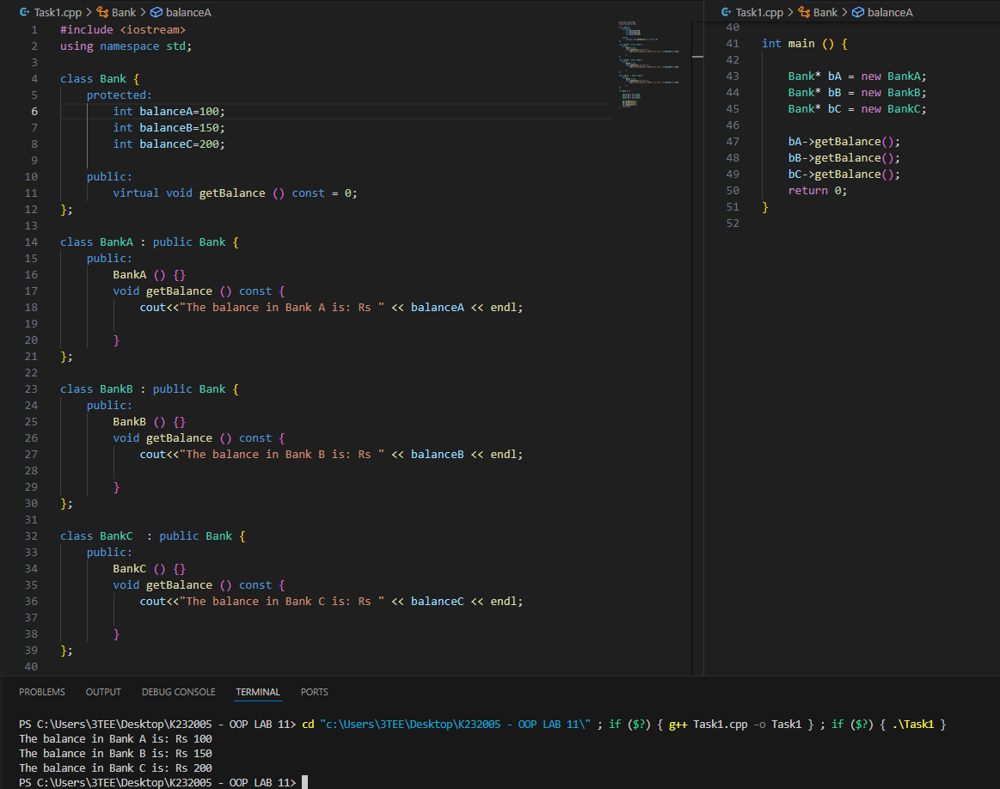 Task1.cpp > Bank > balanceA
1 #include <iostream>
2 using namespace std;
3
4 class Bank {
5     protected:
6         int balanceA=100;
7         int balanceB=150;
8         int balanceC=200;
9
10     public:
11         virtual void getBalance () const = 0;
12 };
13
14 class BankA : public Bank {
15     public:
16         BankA () {}
17         void getBalance () const {
18             cout<<"The balance in Bank A is: Rs " << balanceA << endl;
19
20         }
21 };
22
23 class BankB : public Bank {
24     public:
25         BankB () {}
26         void getBalance () const {
27             cout<<"The balance in Bank B is: Rs " << balanceB << endl;
28
29         }
30 };
31
32 class BankC  : public Bank {
33     public:
34         BankC () {}
35         void getBalance () const {
36             cout<<"The balance in Bank C is: Rs " << balanceC << endl;
37
38         }
39 };
40
Task1.cpp > Bank > balanceA
40
41 int main () {
42
43     Bank* bA = new BankA;
44     Bank* bB = new BankB;
45     Bank* bC = new BankC;
46
47     bA->getBalance();
48     bB->getBalance();
49     bC->getBalance();
50     return 0;
51 }
52
PROBLEMS OUTPUT DEBUG CONSOLE TERMINAL PORTS
PS C:\Users\3TEE\Desktop\K232005 - OOP LAB 11> cd "c:\Users\3TEE\Desktop\K232005 - OOP LAB 11\" ; if ($?) { g++ Task1.cpp -o Task1 } ; if ($?) { .\Task1 }
The balance in Bank A is: Rs 100
The balance in Bank B is: Rs 150
The balance in Bank C is: Rs 200
PS C:\Users\3TEE\Desktop\K232005 - OOP LAB 11>